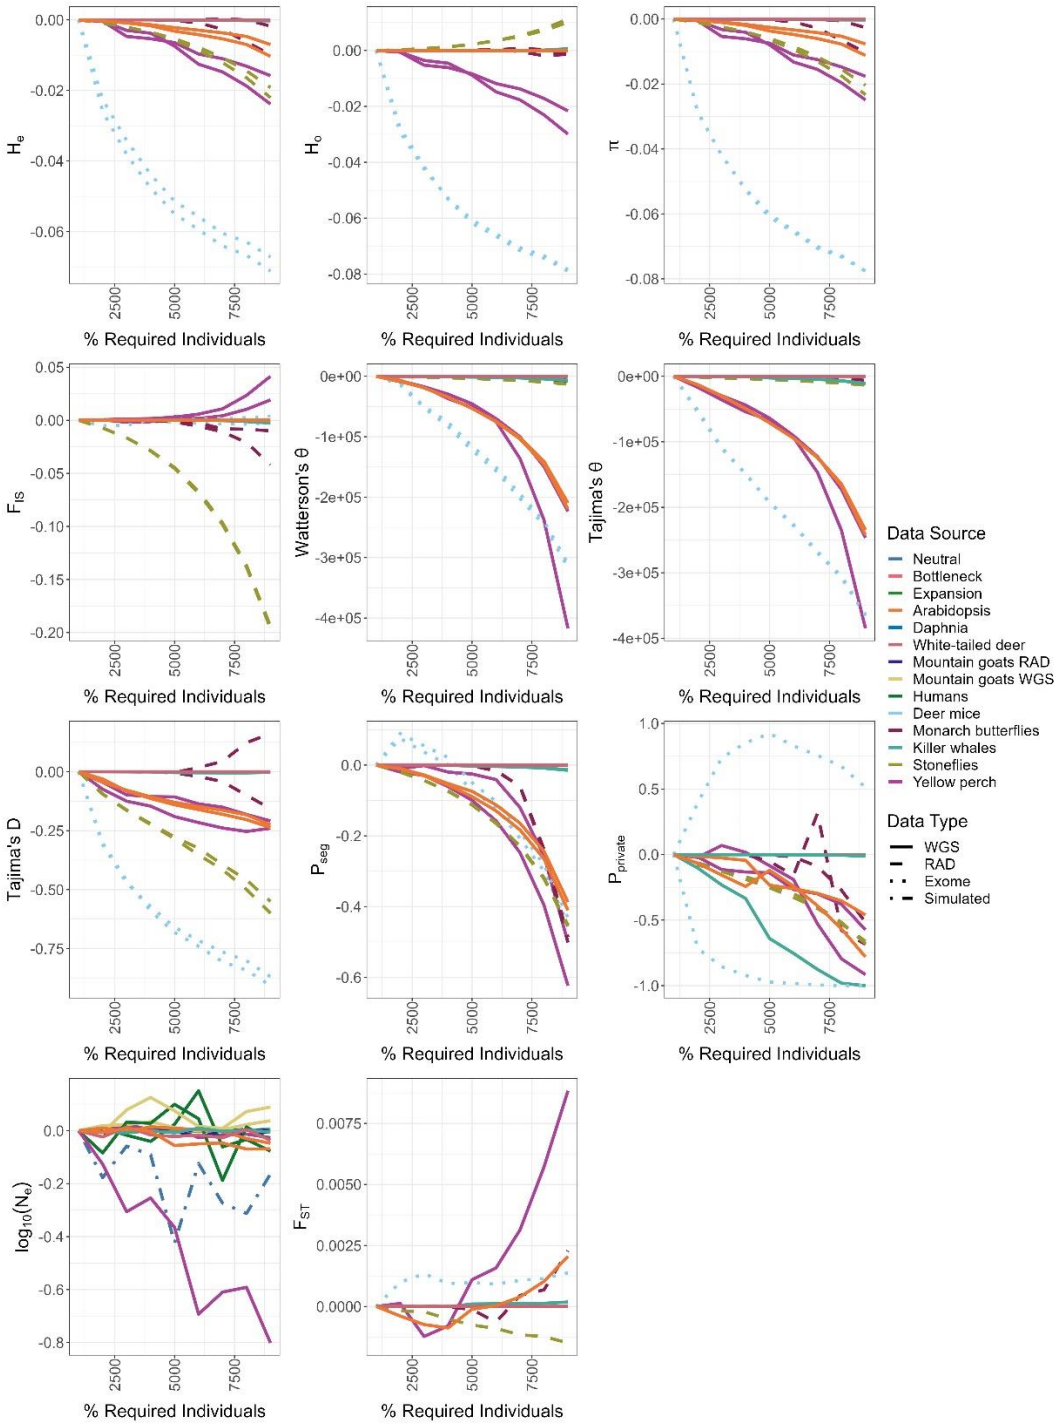 0.00
-0.02
-0.04
-0.06
He
2500
5000
7500
% Required Individuals
0.00
-0.02
-0.04
-0.06
-0.08
Ho
2500
5000
7500
% Required Individuals
0.00
-0.02
-0.04
-0.06
-0.08
π
2500
5000
7500
% Required Individuals
0.05
0.00
-0.05
-0.10
-0.15
-0.20
FIS
2500
5000
7500
% Required Individuals
0e+00
-1e+05
-2e+05
-3e+05
-4e+05
Watterson's θ
2500
5000
7500
% Required Individuals
0e+00
-1e+05
-2e+05
-3e+05
-4e+05
Tajima's θ
2500
5000
7500
% Required Individuals
Data Source
Neutral
Bottleneck
Expansion
Arabidopsis
Daphnia
White-tailed deer
Mountain goats RAD
Mountain goats WGS
Humans
Deer mice
Monarch butterflies
Killer whales
Stoneflies
Yellow perch
Data Type
WGS
RAD
Exome
Simulated
0.00
-0.25
-0.50
-0.75
Tajima's D
2500
5000
7500
% Required Individuals
0.0
-0.2
-0.4
-0.6
Pseg
2500
5000
7500
% Required Individuals
1.0
0.5
0.0
-0.5
-1.0
Pprivate
2500
5000
7500
% Required Individuals
0.0
-0.2
-0.4
-0.6
-0.8
log10(Ne)
2500
5000
7500
% Required Individuals
0.0075
0.0050
0.0025
0.0000
FST
2500
5000
7500
% Required Individuals